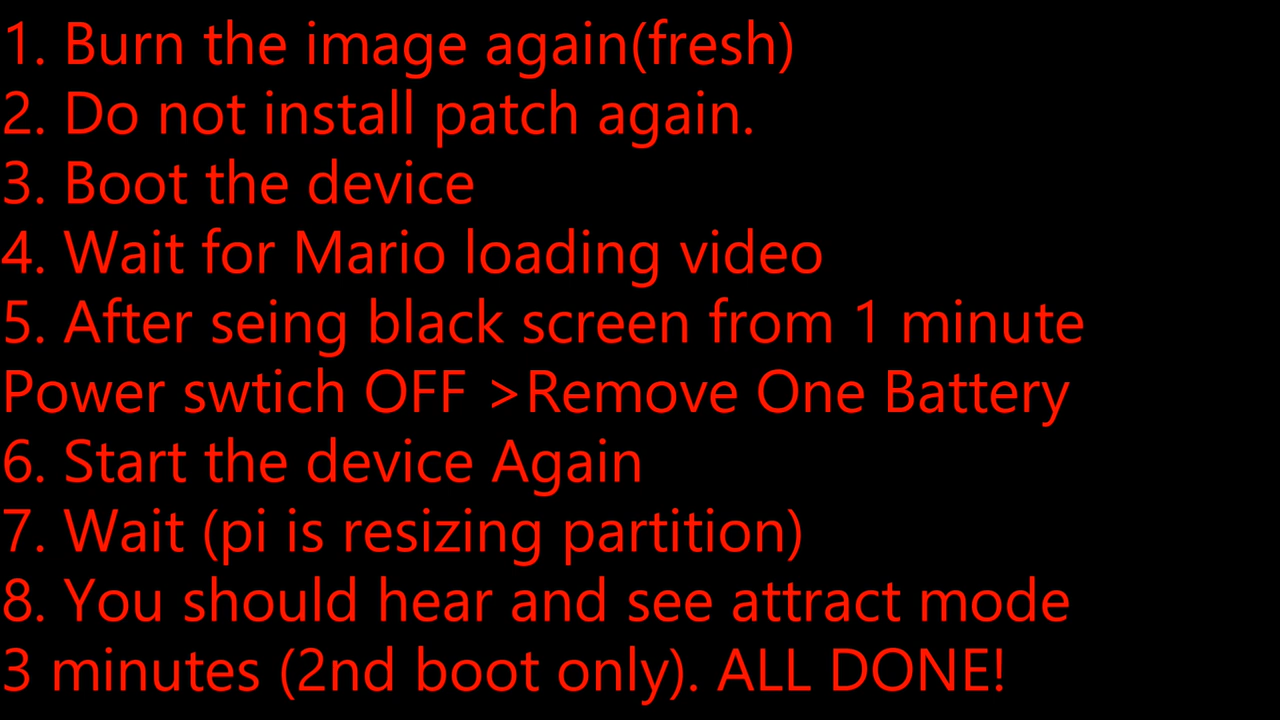 1. Burn the image again(fresh)
2. Do not install patch again.
3. Boot the device
4. Wait for Mario loading video
5. After seing black screen from 1 minute
Power swtich OFF >Remove One Battery
6. Start the device Again
7. Wait (pi is resizing partition)
8. You should hear and see attract mode
3 minutes (2nd boot only). ALL DONE!